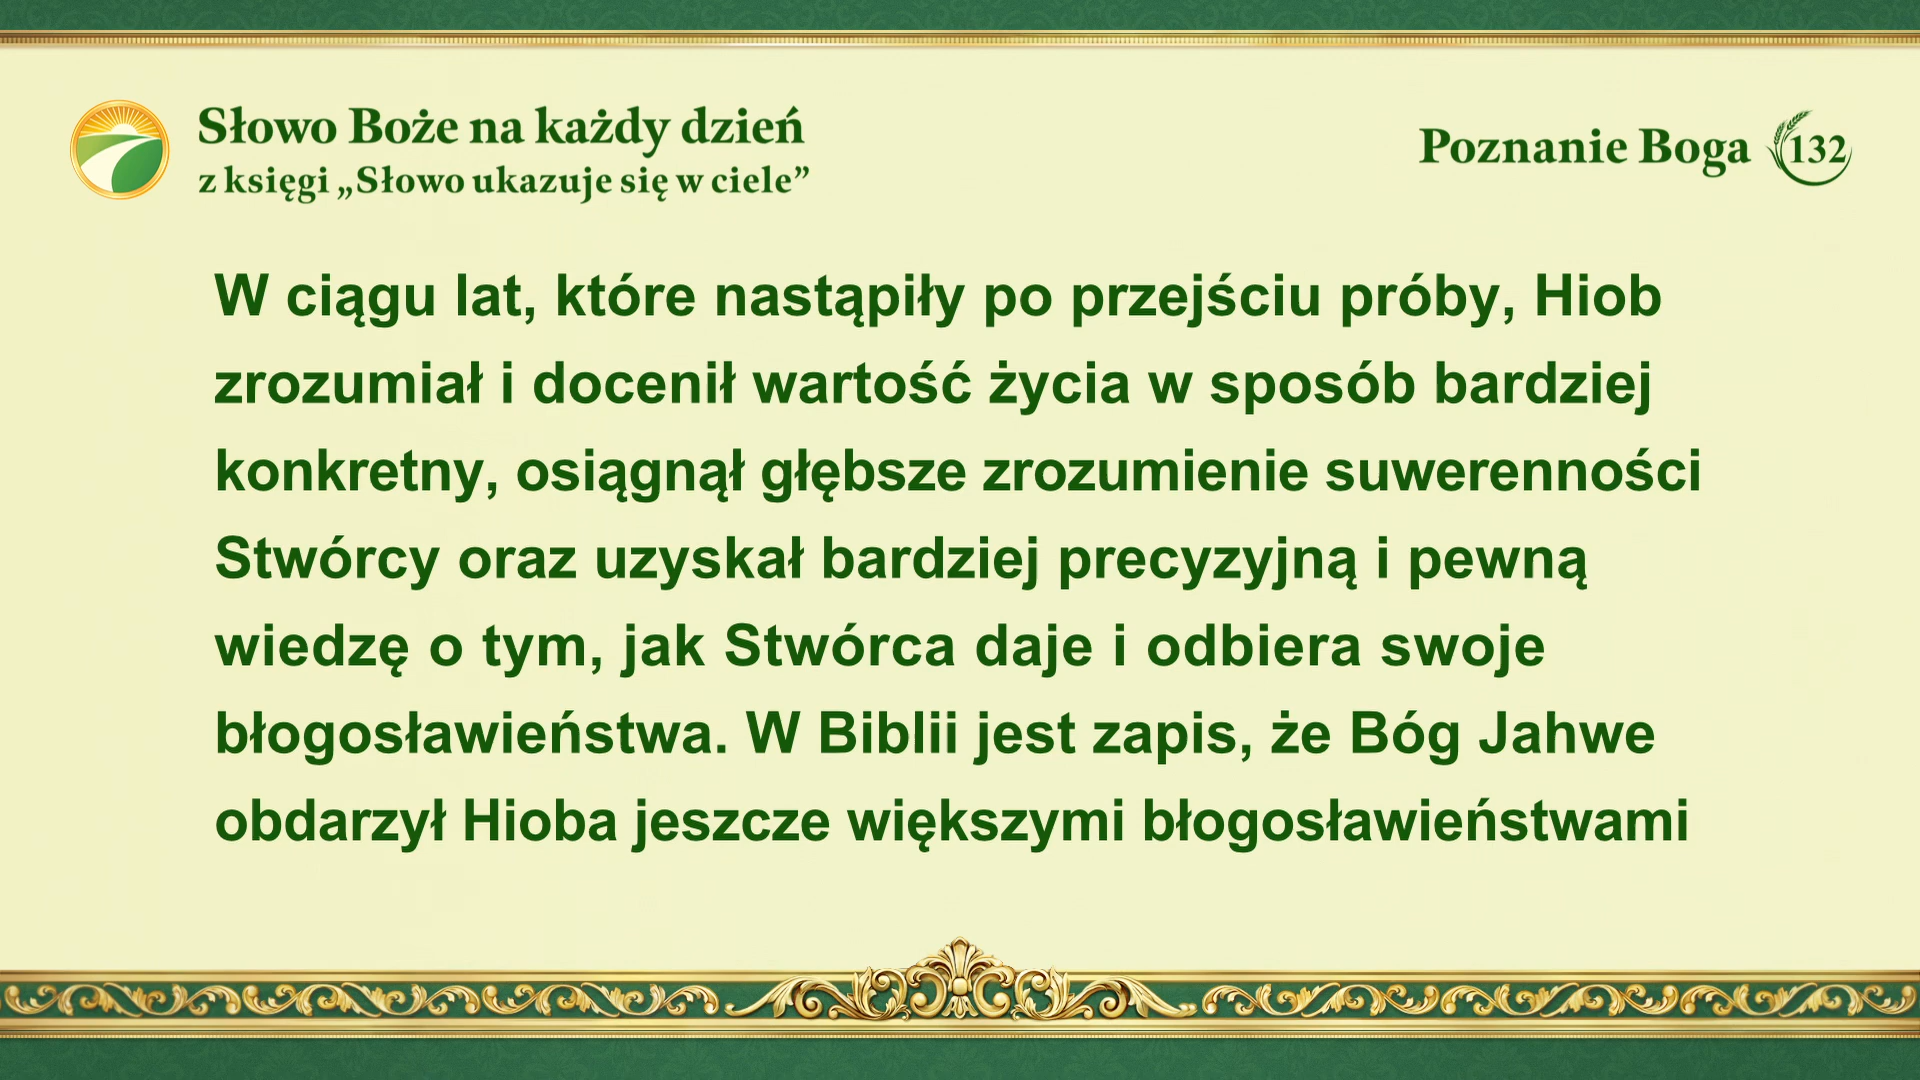 Słowo Boże na każdy dzień
z księgi „Słowo ukazuje się w ciele”
Poznanie Boga 132
W ciągu lat, które nastąpiły po przejściu próby, Hiob
zrozumiał i docenił wartość życia w sposób bardziej
konkretny, osiągnął głębsze zrozumienie suwerenności
Stwórcy oraz uzyskał bardziej precyzyjną i pewną
wiedzę o tym, jak Stwórca daje i odbiera swoje
błogosławieństwa. W Biblii jest zapis, że Bóg Jahwe
obdarzył Hioba jeszcze większymi błogosławieństwami